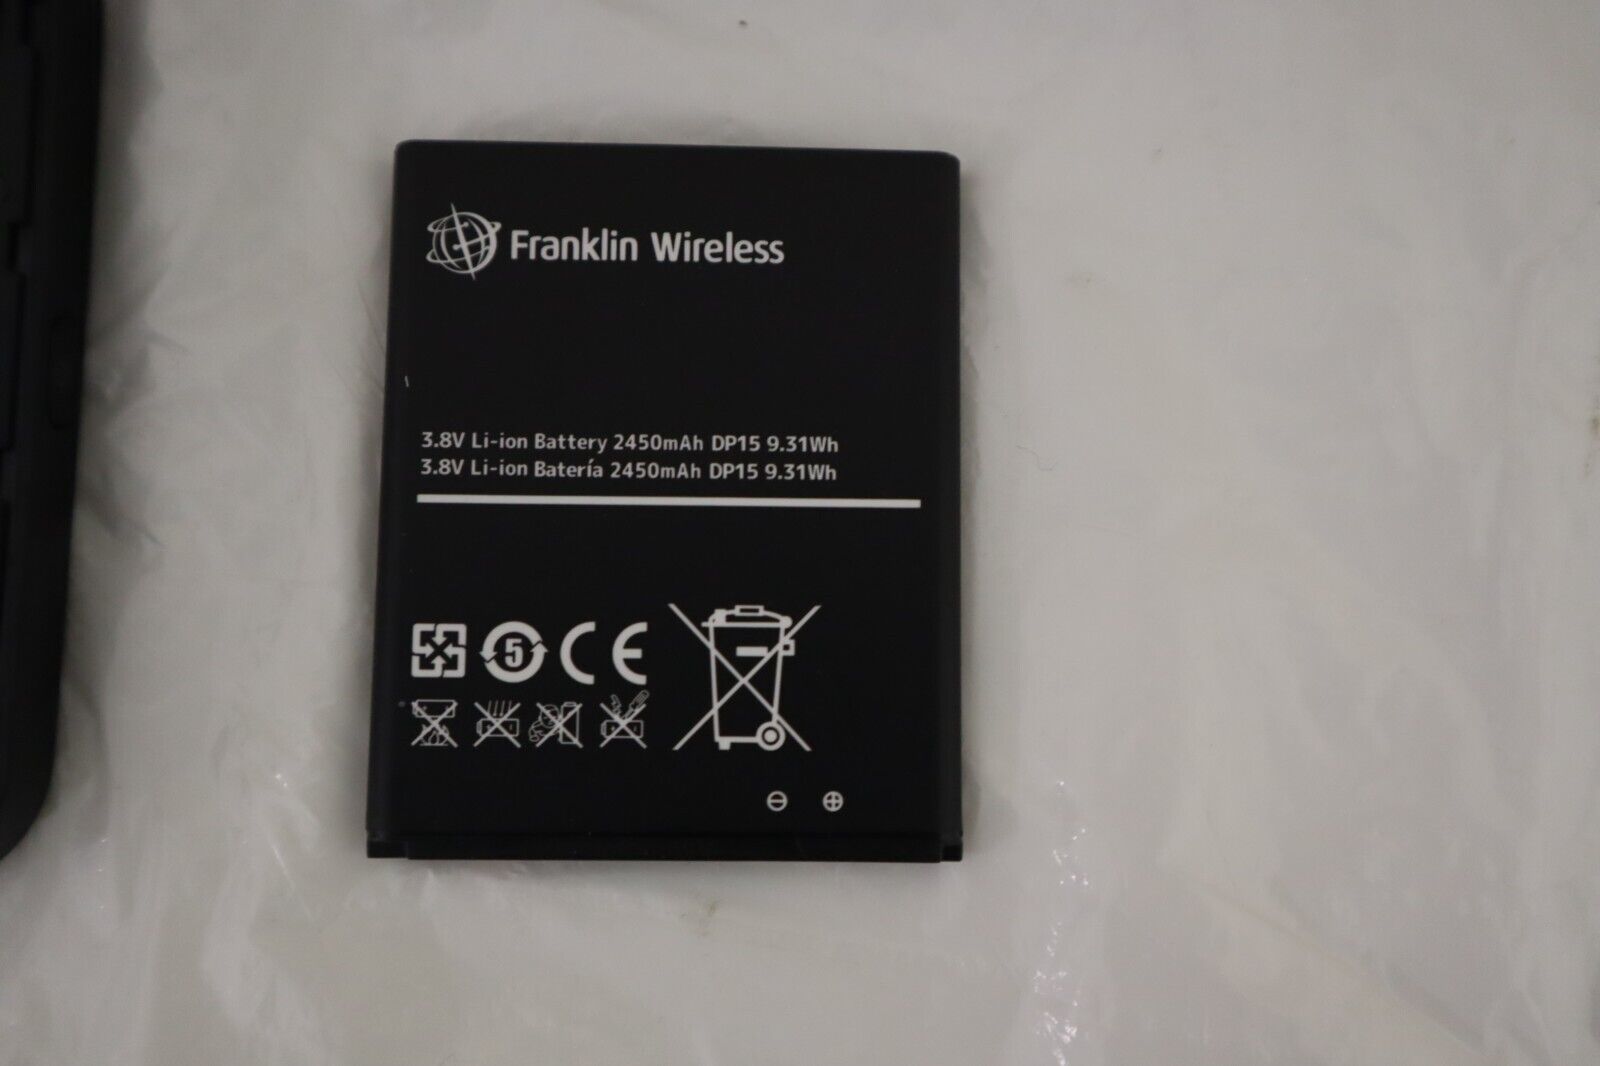 Franklin Wireless
3.8V Li-ion Battery 2450mAh DP15 9.31Wh
3.8V Li-ion Batería 2450mAh DP15 9.31Wh
5 CE
⊖ ⊕